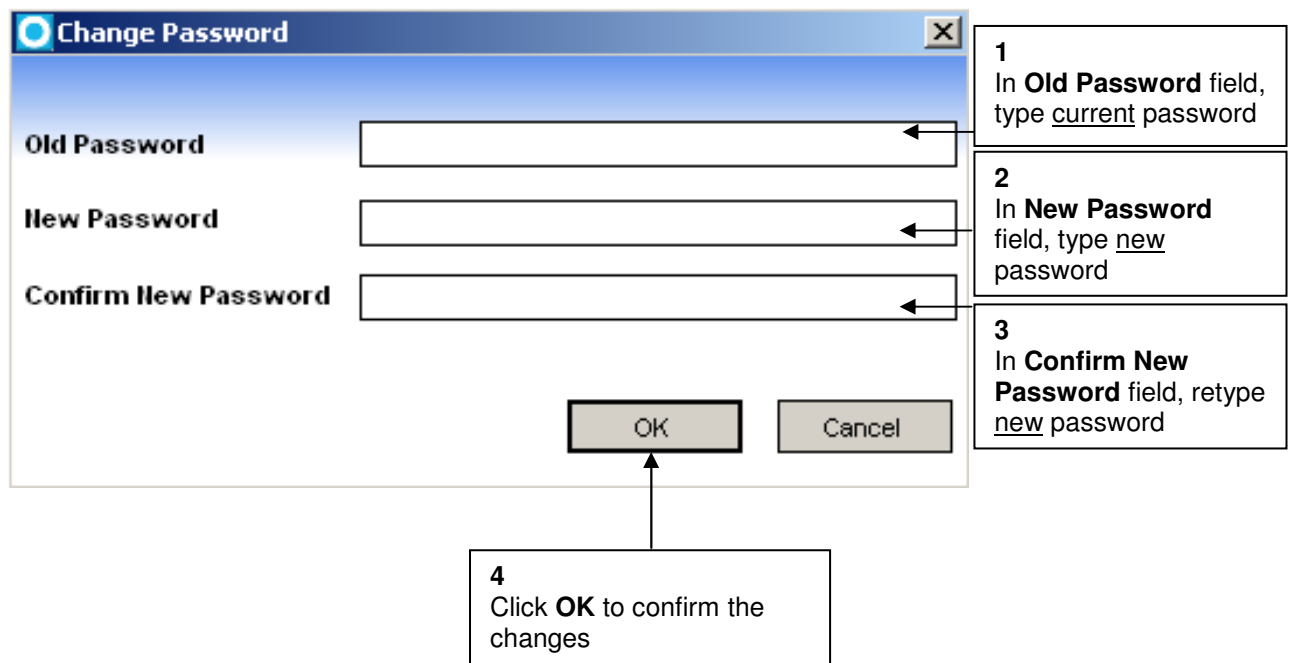 Change Password
Old Password
New Password
Confirm New Password
OK
Cancel
1
In Old Password field,
type current password
2
In New Password
field, type new
password
3
In Confirm New
Password field, retype
new password
4
Click OK to confirm the
changes